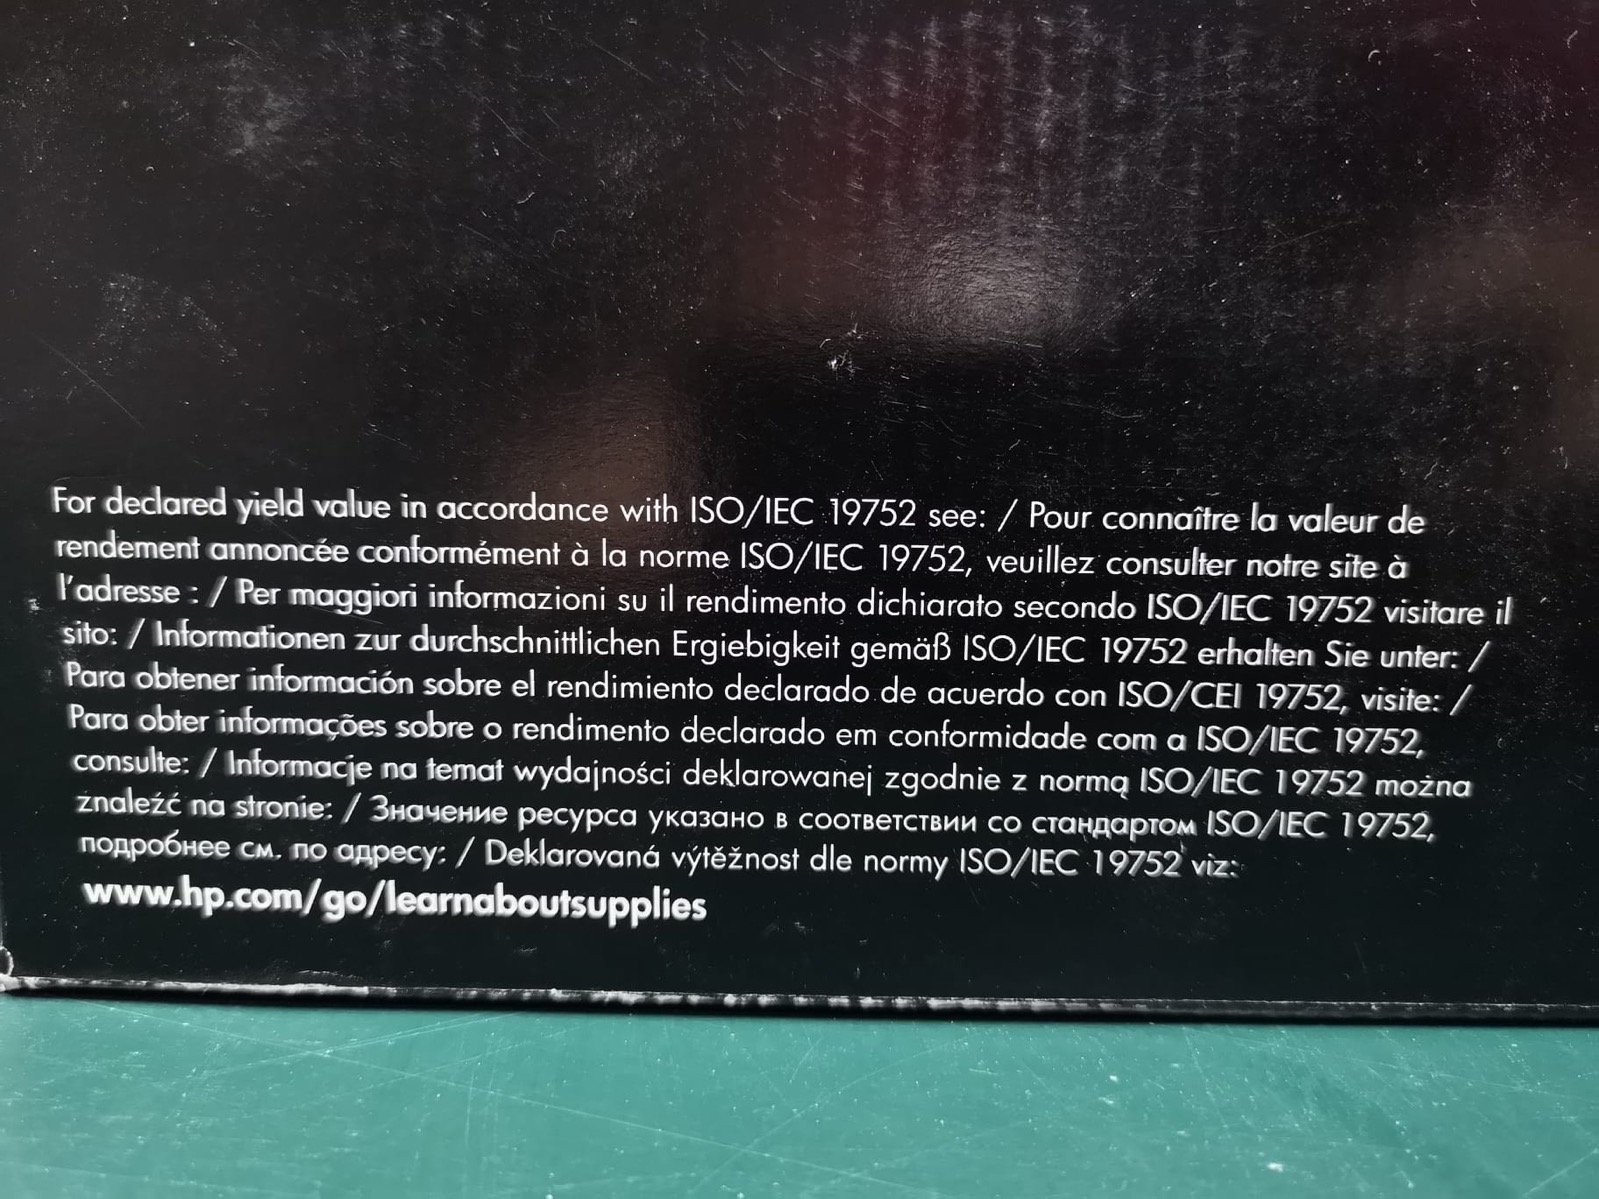 For declared yield value in accordance with ISO/IEC 19752 see: / Pour connaître la valeur de
rendement annoncée conformément à la norme ISO/IEC 19752, veuillez consulter notre site à
l'adresse : / Per maggiori informazioni su il rendimento dichiarato secondo ISO/IEC 19752 visitare il
sito: / Informationen zur durchschnittlichen Ergiebigkeit gemäß ISO/IEC 19752 erhalten Sie unter: /
Para obtener información sobre el rendimiento declarado de acuerdo con ISO/CEI 19752, visite: /
Para obter informações sobre o rendimento declarado em conformidade com a ISO/IEC 19752,
consulte: / Informacje na temat wydajności deklarowanej zgodnie z normą ISO/IEC 19752 można
znaleźć na stronie: / Значение ресурса указано в соответствии со стандартом ISO/IEC 19752,
подробнее см. по адресу: / Deklarovaná výtěžnost dle normy ISO/IEC 19752 viz:
www.hp.com/go/learnaboutsupplies